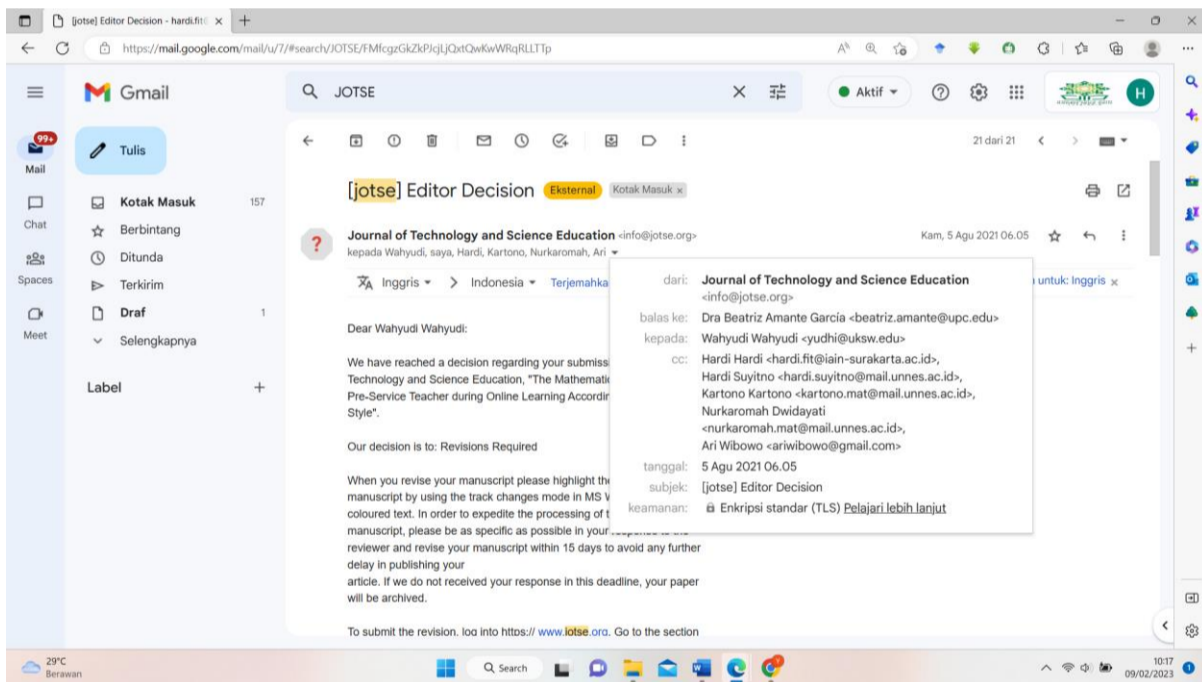 [jotse] Editor Decision - hardi.fit
https://mail.google.com/mail/u/7/#search/JOTSE/FMfcgzGkZkPJcjLjQxtQwKwWRqRLLTTp
Gmail
JOTSE
Aktif
H
99+
Mail
Chat
Spaces
Meet
Tulis
Kotak Masuk 157
Berbintang
Ditunda
Terkirim
Draf 1
Selengkapnya
Label
21 dari 21
[jotse] Editor Decision Eksternal Kotak Masuk ×
Journal of Technology and Science Education <info@jotse.org>
Kam, 5 Agu 2021 06.05
kepada Wahyudi, saya, Hardi, Kartono, Nurkaromah, Ari
Inggris > Indonesia Terjemahka
untuk: Inggris ×
Dear Wahyudi Wahyudi:
We have reached a decision regarding your submiss
Technology and Science Education, "The Mathematic
Pre-Service Teacher during Online Learning Accordin
Style".
Our decision is to: Revisions Required
When you revise your manuscript please highlight the
manuscript by using the track changes mode in MS W
coloured text. In order to expedite the processing of t
manuscript, please be as specific as possible in your response to the
reviewer and revise your manuscript within 15 days to avoid any further
delay in publishing your
article. If we do not received your response in this deadline, your paper
will be archived.
To submit the revision, log into https:// www.jotse.org. Go to the section
dari: Journal of Technology and Science Education
<info@jotse.org>
balas ke: Dra Beatriz Amante García <beatriz.amante@upc.edu>
kepada: Wahyudi Wahyudi <yudhi@uksw.edu>
cc: Hardi Hardi <hardi.fit@iain-surakarta.ac.id>,
Hardi Suyitno <hardi.suyitno@mail.unnes.ac.id>,
Kartono Kartono <kartono.mat@mail.unnes.ac.id>,
Nurkaromah Dwidayati
<nurkaromah.mat@mail.unnes.ac.id>,
Ari Wibowo <ariwibowo@gmail.com>
tanggal: 5 Agu 2021 06.05
subjek: [jotse] Editor Decision
keamanan: Enkripsi standar (TLS) Pelajari lebih lanjut
29°C
Berawan
Search
10:17
09/02/2023
1